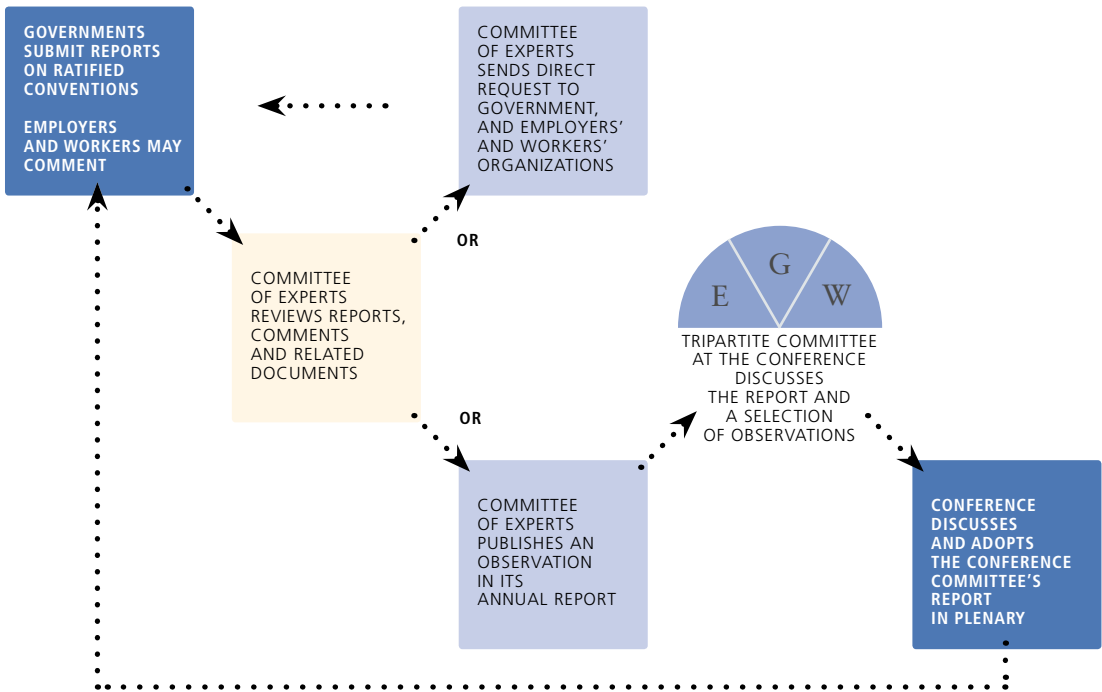 GOVERNMENTS
SUBMIT REPORTS
ON RATIFIED
CONVENTIONS
EMPLOYERS
AND WORKERS MAY
COMMENT
COMMITTEE
OF EXPERTS
SENDS DIRECT
REQUEST TO
GOVERNMENT,
AND EMPLOYERS’
AND WORKERS’
ORGANIZATIONS
OR
COMMITTEE
OF EXPERTS
REVIEWS REPORTS,
COMMENTS
AND RELATED
DOCUMENTS
OR
COMMITTEE
OF EXPERTS
PUBLISHES AN
OBSERVATION
IN ITS
ANNUAL REPORT
E
G
W
TRIPARTITE COMMITTEE
AT THE CONFERENCE
DISCUSSES
THE REPORT AND
A SELECTION
OF OBSERVATIONS
CONFERENCE
DISCUSSES
AND ADOPTS
THE CONFERENCE
COMMITTEE’S
REPORT
IN PLENARY